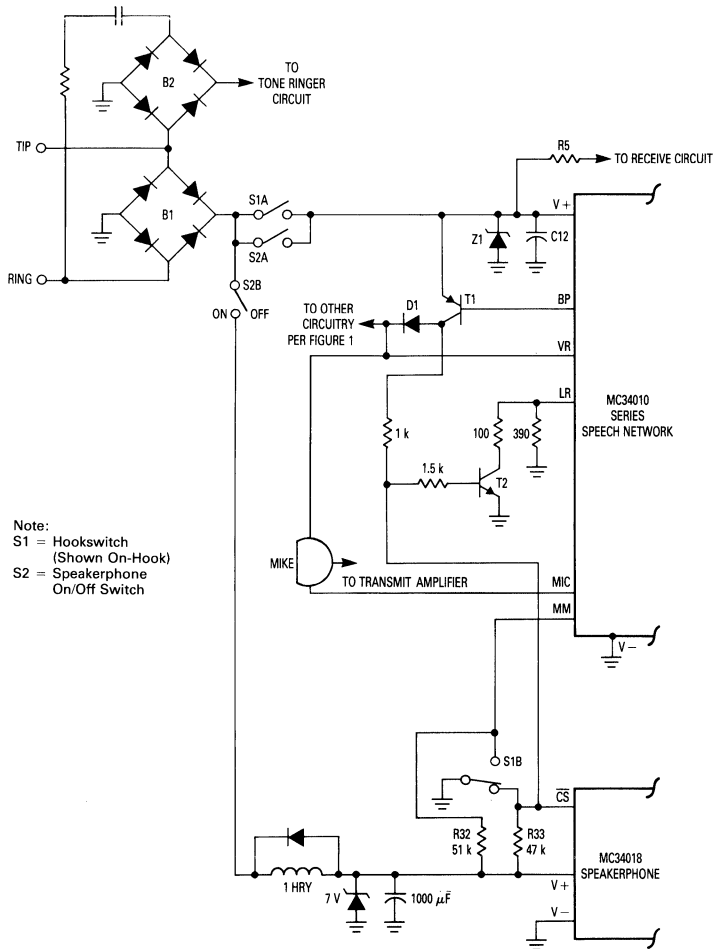 B2
TO
TONE RINGER
CIRCUIT
TIP
B1
RING
S1A
S2A
S2B
ON
OFF
R5
TO RECEIVE CIRCUIT
V+
Z1
C12
T1
BP
D1
TO OTHER
CIRCUITRY
PER FIGURE 1
VR
LR
MC34010
SERIES
SPEECH NETWORK
1 k
100
390
1.5 k
T2
Note:
S1 = Hookswitch
(Shown On-Hook)
S2 = Speakerphone
On/Off Switch
MIKE
TO TRANSMIT AMPLIFIER
MIC
MM
V−
S1B
CS
R32
51 k
R33
47 k
MC34018
SPEAKERPHONE
1 HRY
7 V
1000 µF
V+
V−